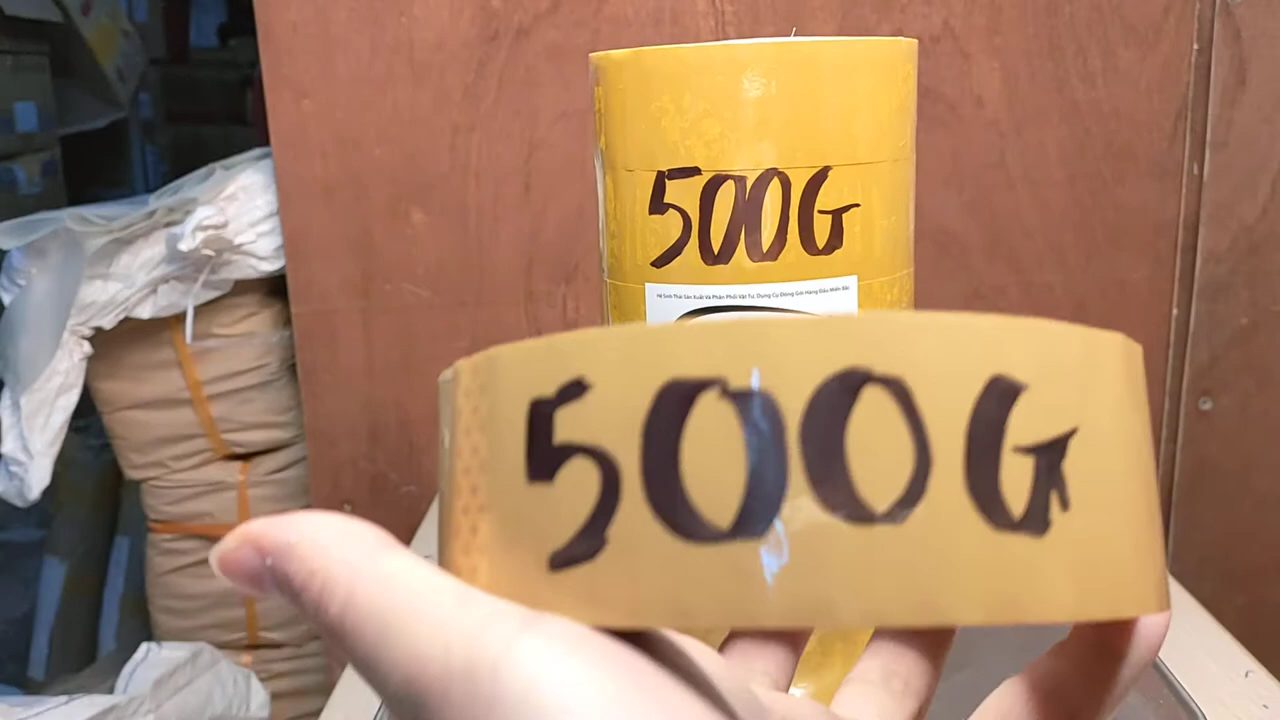 500G
Hệ Sinh Thái Sản Xuất Và Phân Phối Vật Tư, Dụng Cụ Đóng Gói Hàng Đầu Miền Bắc
500G